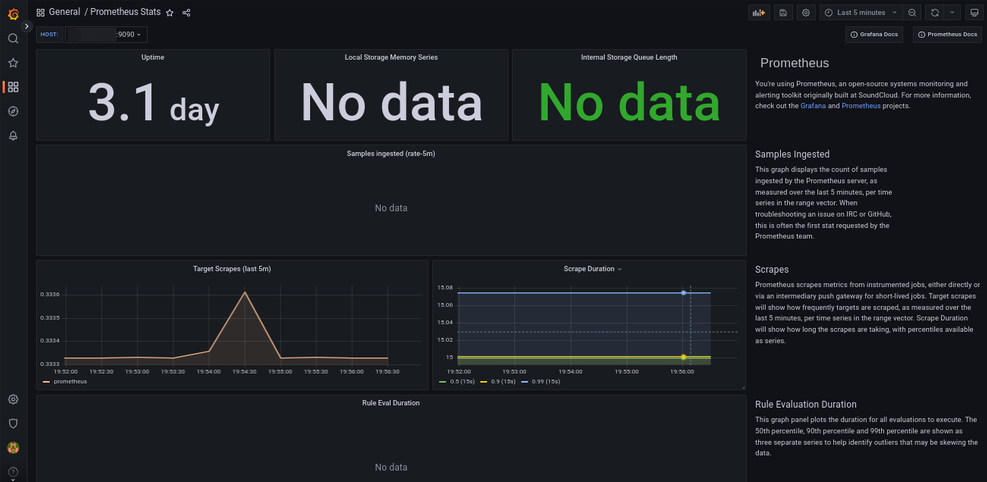 General / Prometheus Stats
Last 5 minutes
HOST: :9090
Grafana Docs
Prometheus Docs
Uptime
3.1 day
Local Storage Memory Series
No data
Internal Storage Queue Length
No data
Prometheus
You're using Prometheus, an open-source systems monitoring and
alerting toolkit originally built at SoundCloud. For more information,
check out the Grafana and Prometheus projects.
Samples ingested (rate-5m)
No data
Samples Ingested
This graph displays the count of samples
ingested by the Prometheus server, as
measured over the last 5 minutes, per time
series in the range vector. When
troubleshooting an issue on IRC or GitHub,
this is often the first stat requested by the
Prometheus team.
Target Scrapes (last 5m)
0.3336
0.3335
0.3334
0.3333
19:52:00 19:52:30 19:53:00 19:53:30 19:54:00 19:54:30 19:55:00 19:55:30 19:56:00 19:56:30
prometheus
Scrape Duration
15.08
15.06
15.04
15.02
15
19:52:00 19:53:00 19:54:00 19:55:00 19:56:00
0.5 (15s) 0.9 (15s) 0.99 (15s)
Scrapes
Prometheus scrapes metrics from instrumented jobs, either directly or
via an intermediary push gateway for short-lived jobs. Target scrapes
will show how frequently targets are scraped, as measured over the
last 5 minutes, per time series in the range vector. Scrape Duration
will show how long the scrapes are taking, with percentiles available
as series.
Rule Eval Duration
No data
Rule Evaluation Duration
This graph panel plots the duration for all evaluations to execute. The
50th percentile, 90th percentile and 99th percentile are shown as
three separate series to help identify outliers that may be skewing the
data.